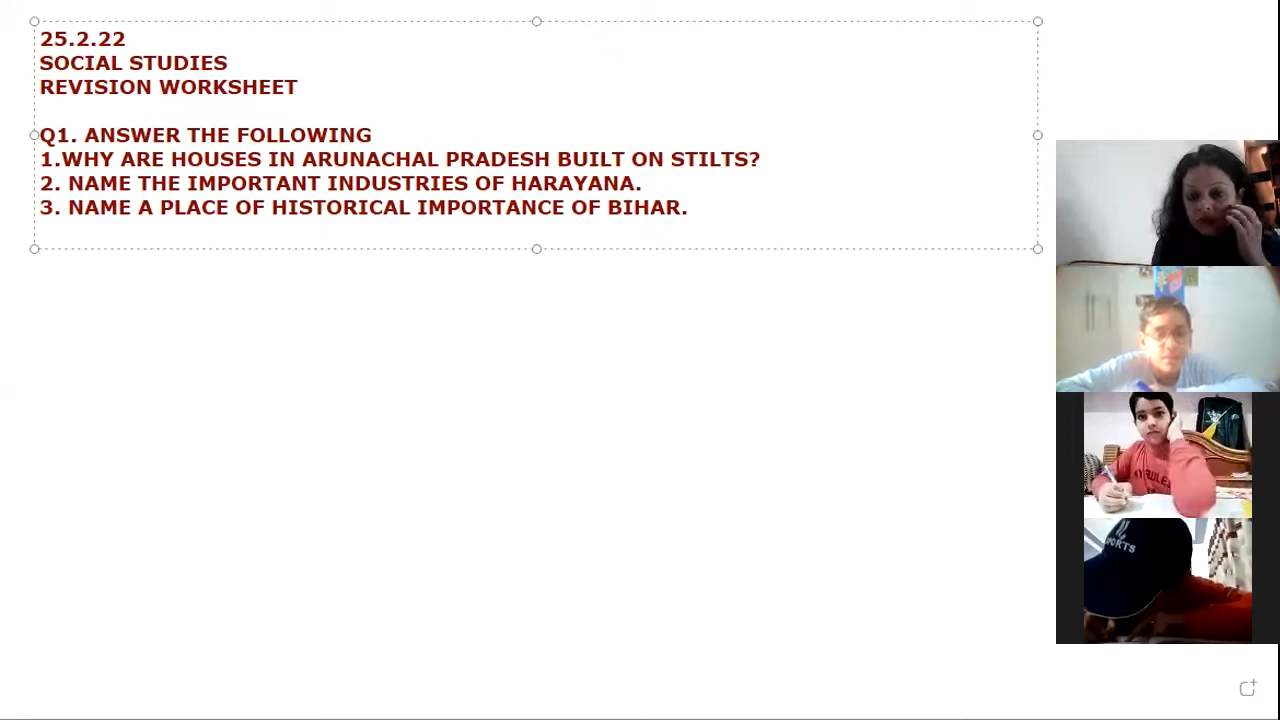 25.2.22
SOCIAL STUDIES
REVISION WORKSHEET
Q1. ANSWER THE FOLLOWING
1.WHY ARE HOUSES IN ARUNACHAL PRADESH BUILT ON STILTS?
2. NAME THE IMPORTANT INDUSTRIES OF HARAYANA.
3. NAME A PLACE OF HISTORICAL IMPORTANCE OF BIHAR.